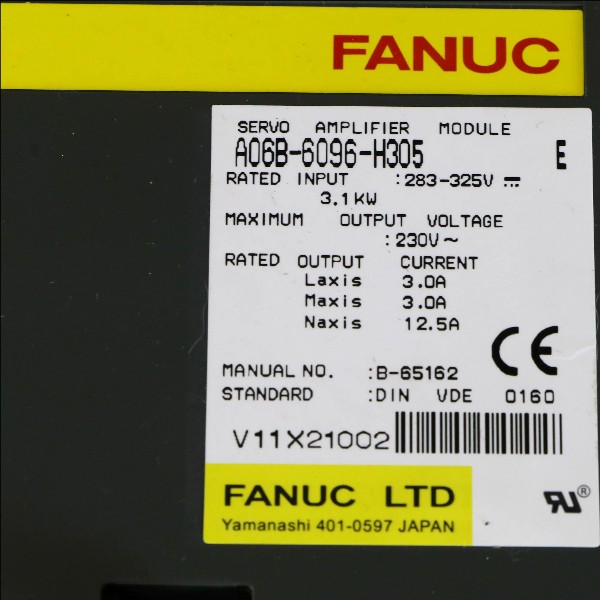 FANUC
SERVO AMPLIFIER MODULE
A06B-6096-H305 E
RATED INPUT :283-325V ⎓
3.1KW
MAXIMUM OUTPUT VOLTAGE
:230V~
RATED OUTPUT CURRENT
Laxis 3.0A
Maxis 3.0A
Naxis 12.5A
CE
MANUAL NO. :B-65162
STANDARD :DIN VDE 0160
V11X21002
FANUC LTD
Yamanashi 401-0597 JAPAN
RU®